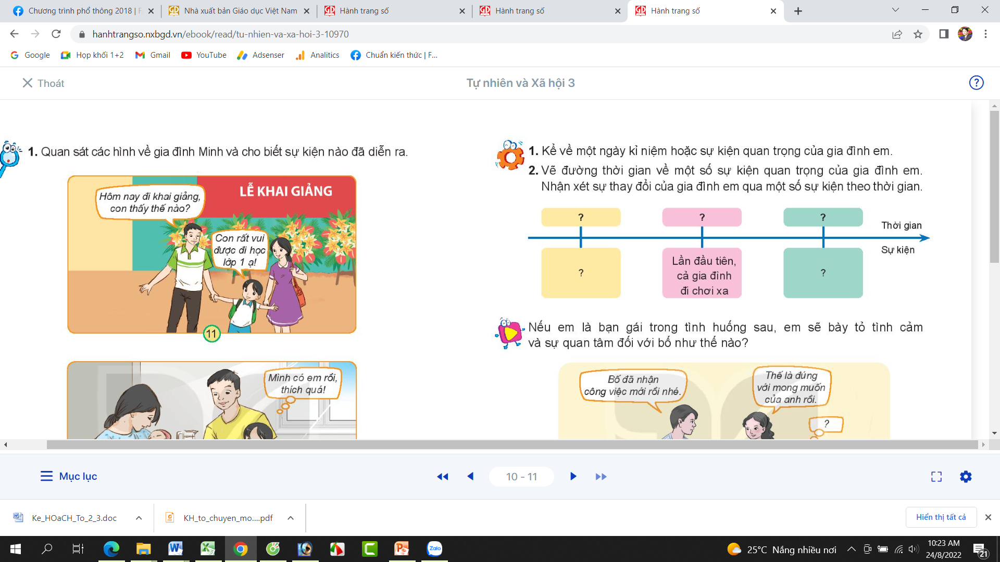 Chương trình phổ thông 2018 | F
Nhà xuất bản Giáo dục Việt Nam
Hành trang số
Hành trang số
Hành trang số
hanhtrangso.nxbgd.vn/ebook/read/tu-nhien-va-xa-hoi-3-10970
Google
Họp khối 1+2
Gmail
YouTube
Adsenser
Analitics
Chuẩn kiến thức | F...
Thoát
Tự nhiên và Xã hội 3
?
1. Quan sát các hình về gia đình Minh và cho biết sự kiện nào đã diễn ra.
LỄ KHAI GIẢNG
Hôm nay đi khai giảng,
con thấy thế nào?
Con rất vui
được đi học
lớp 1 ạ!
11
Mình có em rồi,
thích quá!
1. Kể về một ngày kỉ niệm hoặc sự kiện quan trọng của gia đình em.
2. Vẽ đường thời gian về một số sự kiện quan trọng của gia đình em.
Nhận xét sự thay đổi của gia đình em qua một số sự kiện theo thời gian.
?
?
?
Thời gian
Sự kiện
?
Lần đầu tiên,
cả gia đình
đi chơi xa
?
Nếu em là bạn gái trong tình huống sau, em sẽ bày tỏ tình cảm
và sự quan tâm đối với bố như thế nào?
Bố đã nhận
công việc mới rồi nhé.
Thế là đúng
với mong muốn
của anh rồi.
?
Mục lục
10 - 11
Ke_HOaCH_To_2_3.doc
KH_to_chuyen_mo....pdf
Hiển thị tất cả
Zalo
25°C Nắng nhiều nơi
10:23 AM
24/8/2022
21